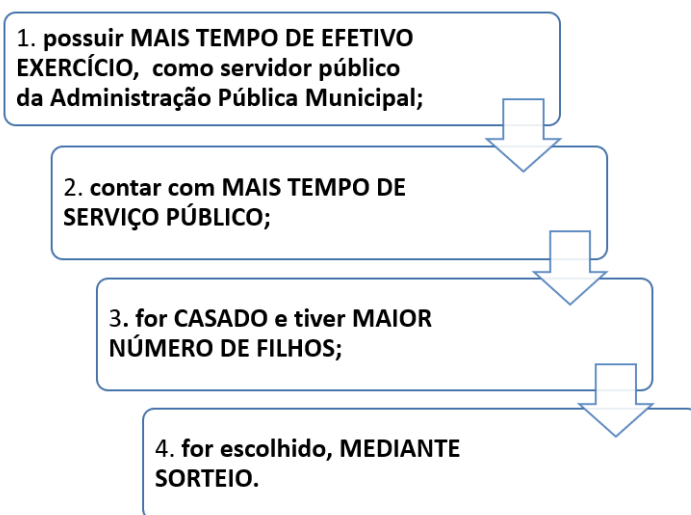 1. possuir MAIS TEMPO DE EFETIVO
EXERCÍCIO, como servidor público
da Administração Pública Municipal;
2. contar com MAIS TEMPO DE
SERVIÇO PÚBLICO;
3. for CASADO e tiver MAIOR
NÚMERO DE FILHOS;
4. for escolhido, MEDIANTE
SORTEIO.